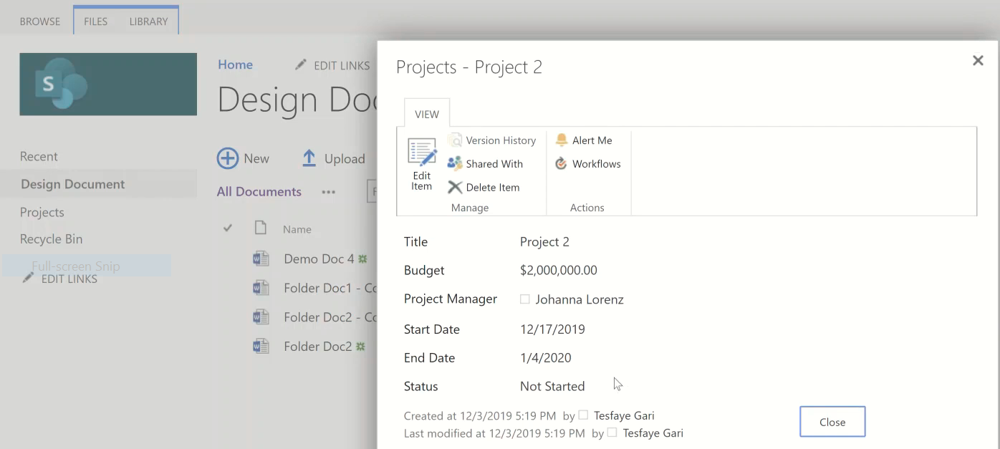 BROWSE FILES LIBRARY
S
Home EDIT LINKS
Design Doc
Recent
Design Document
Projects
Recycle Bin
Full-screen Snip
EDIT LINKS
New Upload
All Documents •••
Name
Demo Doc 4
Folder Doc1 - Co
Folder Doc2 - Co
Folder Doc2
Projects - Project 2
VIEW
Edit Item
Version History
Shared With
Delete Item
Manage
Alert Me
Workflows
Actions
Title Project 2
Budget $2,000,000.00
Project Manager Johanna Lorenz
Start Date 12/17/2019
End Date 1/4/2020
Status Not Started
Created at 12/3/2019 5:19 PM by Tesfaye Gari
Last modified at 12/3/2019 5:19 PM by Tesfaye Gari
Close